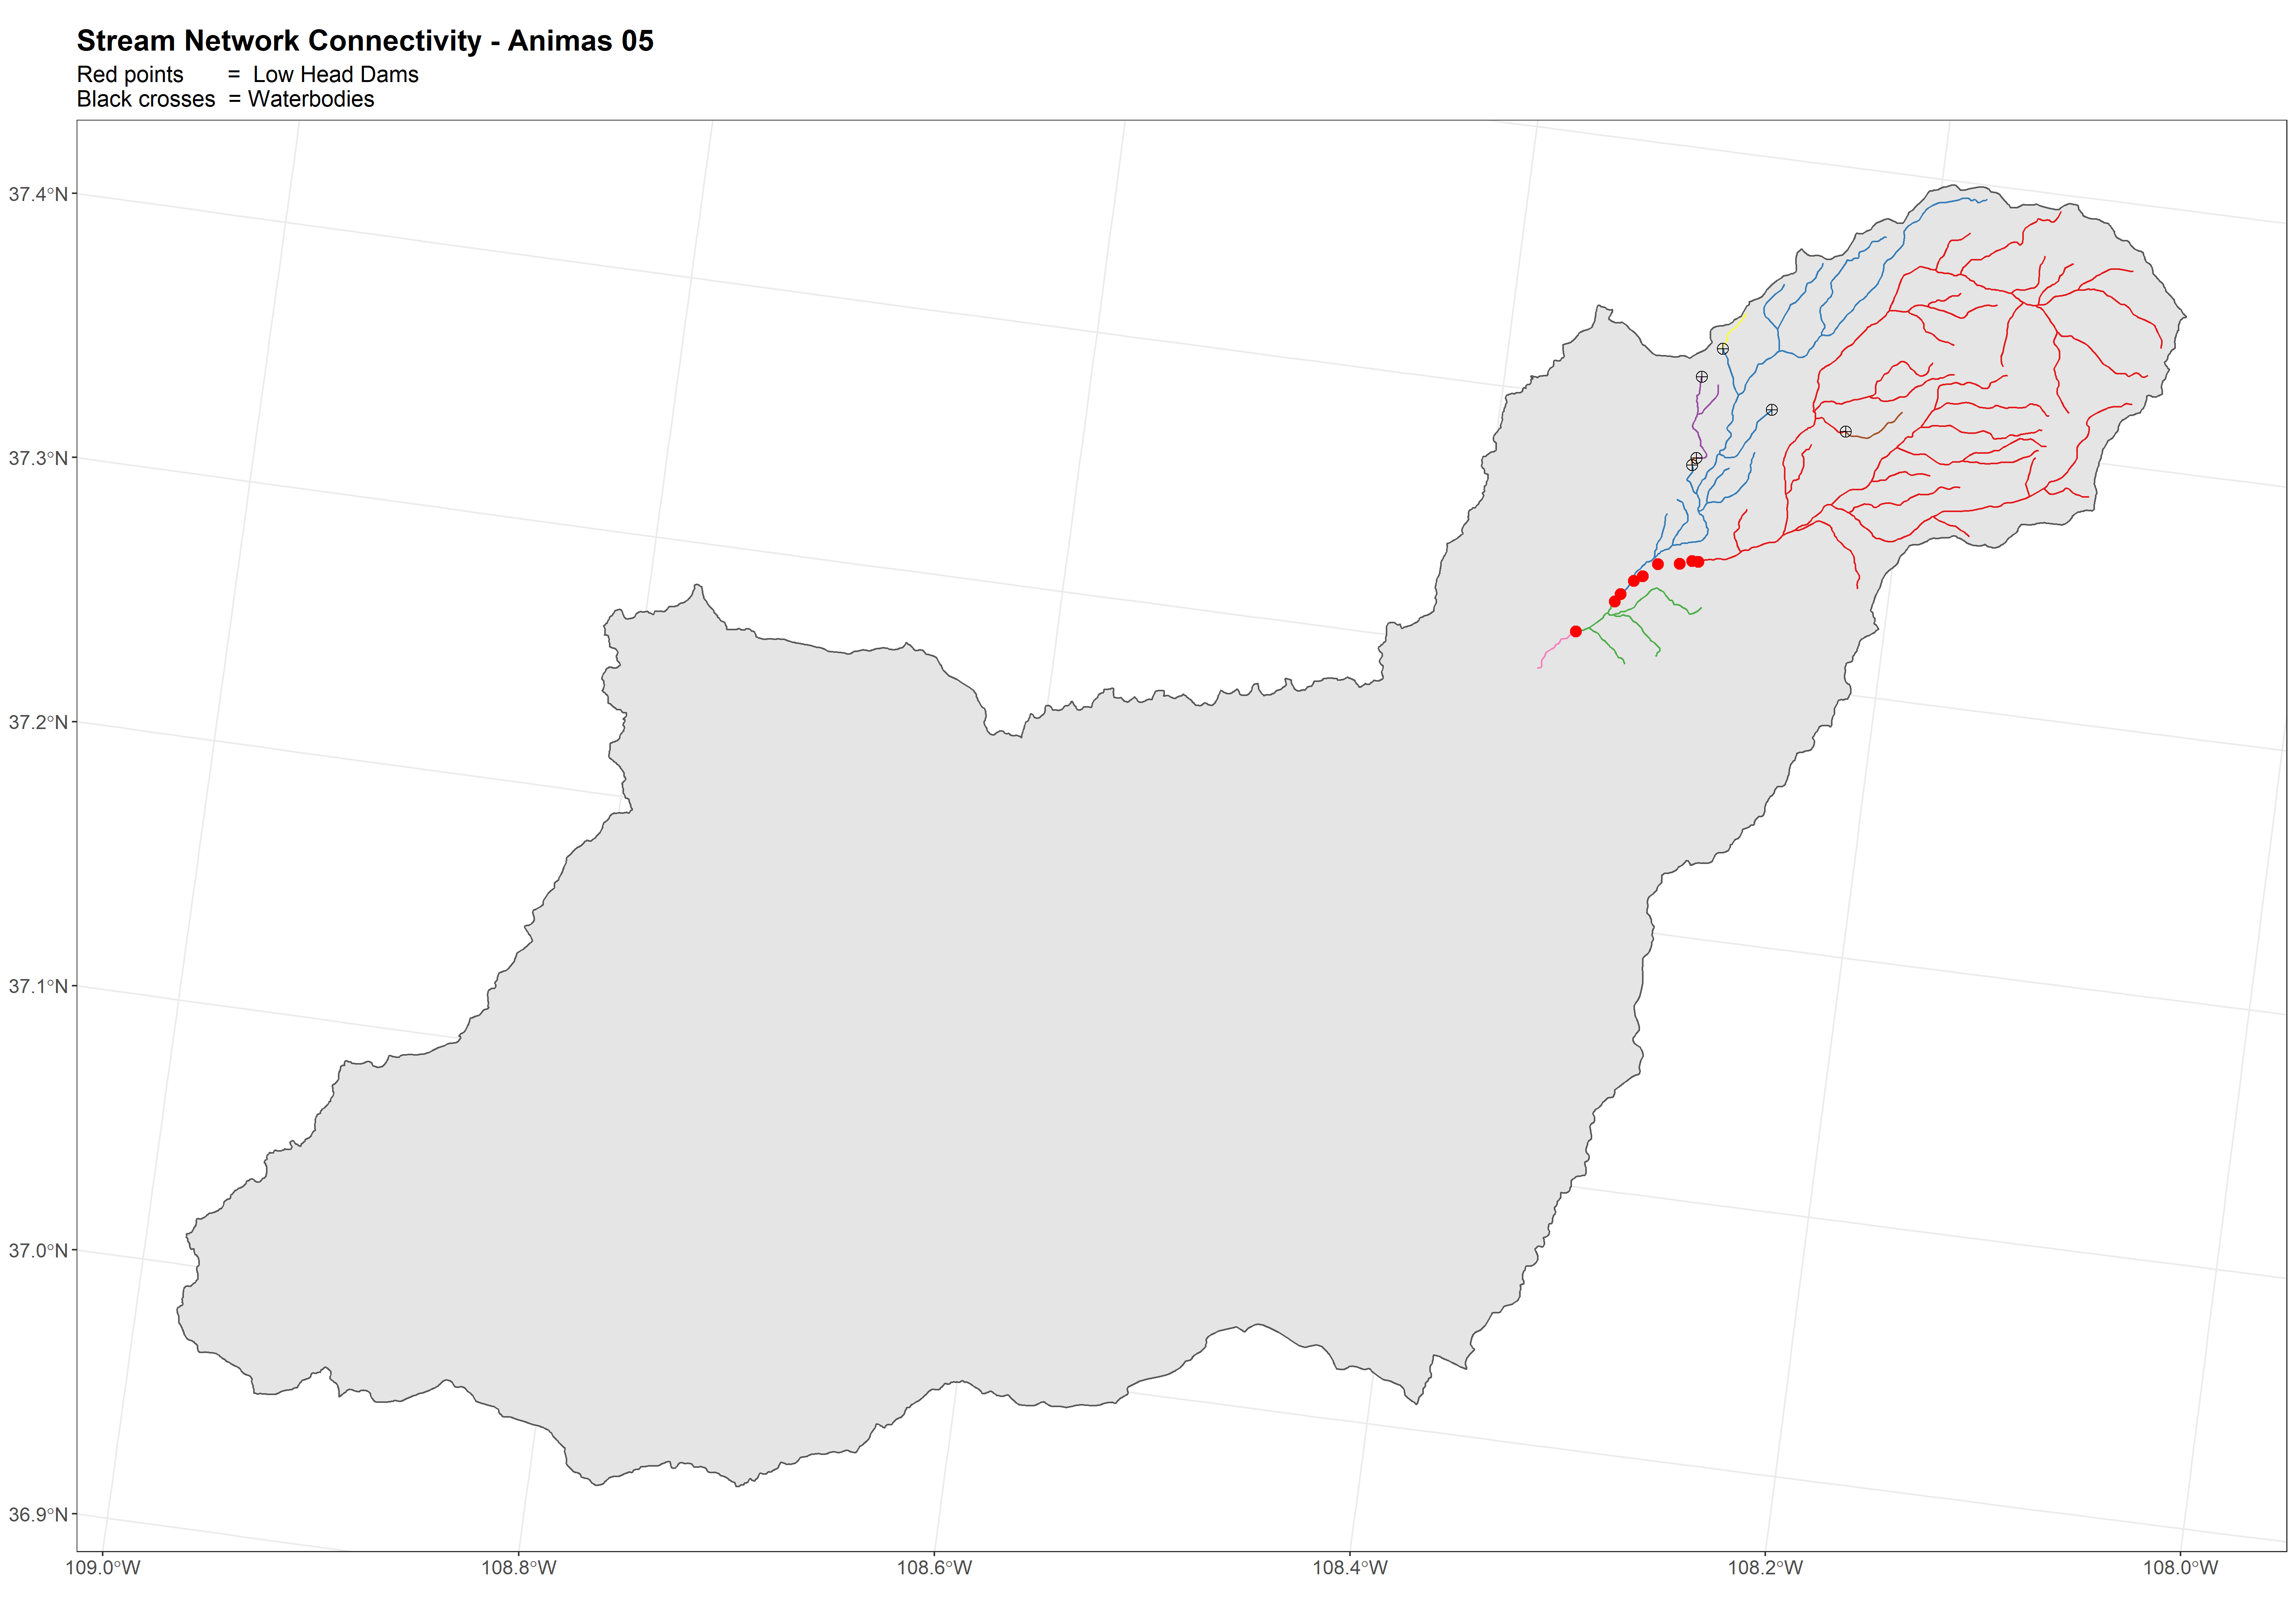 Stream Network Connectivity - Animas 05
Red points = Low Head Dams
Black crosses = Waterbodies
37.4°N
37.3°N
37.2°N
37.1°N
37.0°N
36.9°N
109.0°W
108.8°W
108.6°W
108.4°W
108.2°W
108.0°W